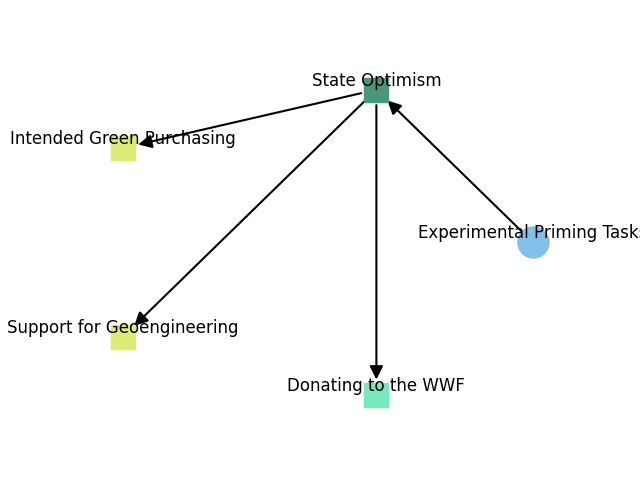 State Optimism
Intended Green Purchasing
Experimental Priming Tasks
Support for Geoengineering
Donating to the WWF